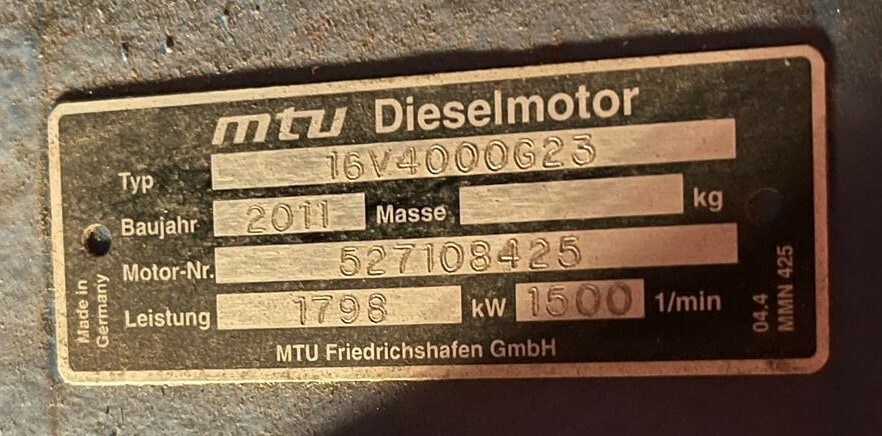 mtu Dieselmotor
Typ 16V4000G23
Baujahr 2011 Masse kg
Motor-Nr. 527108425
Leistung 1798 kW 1500 1/min
MTU Friedrichshafen GmbH
Made in
Germany
04.4
MMN 425